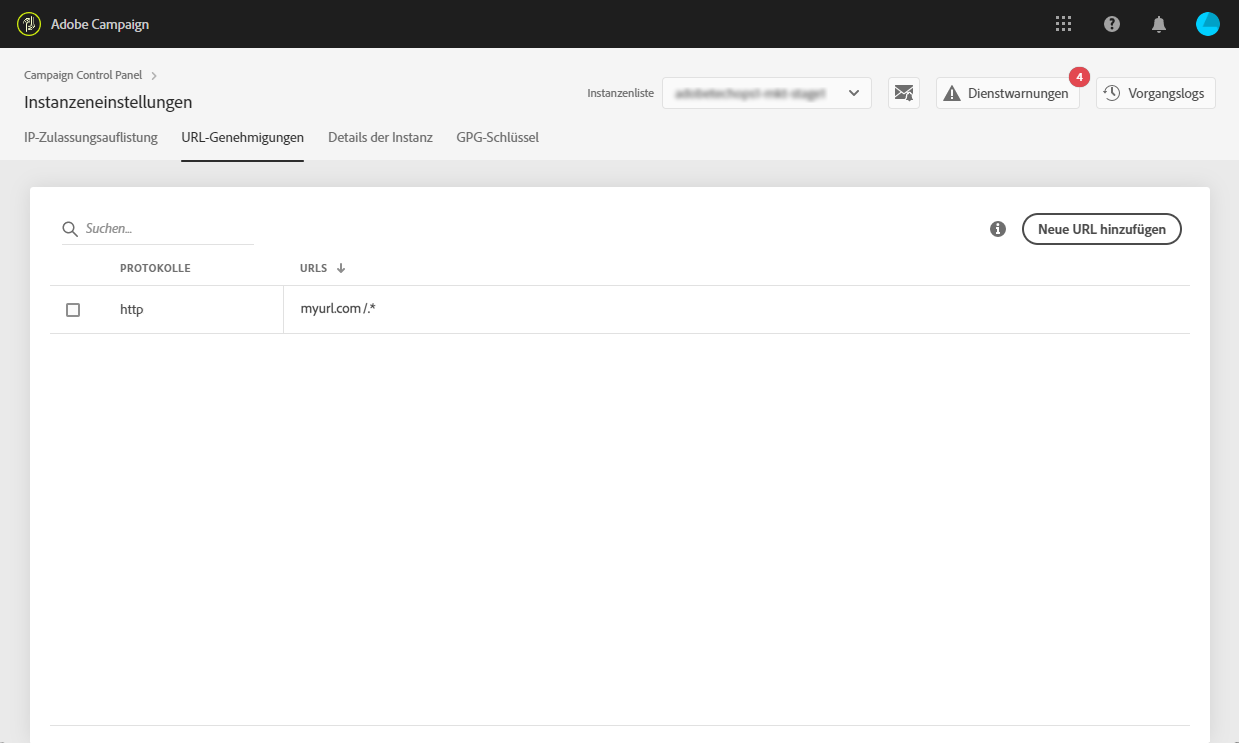 Adobe Campaign
Campaign Control Panel
Instanzeneinstellungen
Instanzenliste
Dienstwarnungen
4
Vorgangslogs
IP-Zulassungsauflistung
URL-Genehmigungen
Details der Instanz
GPG-Schlüssel
Suchen...
Neue URL hinzufügen
PROTOKOLLE
URLS
http
myurl.com/.*